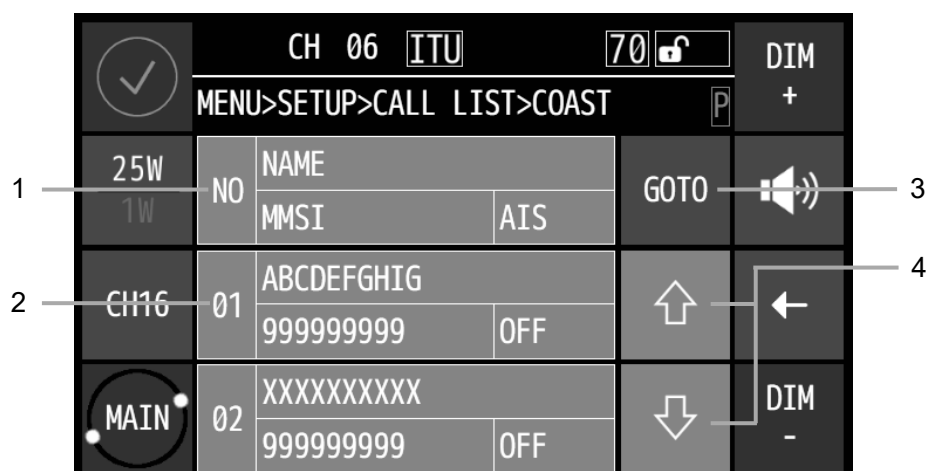 CH 06 ITU 70
DIM
+
MENU>SETUP>CALL LIST>COAST P
25W
1W
NO
NAME
MMSI AIS
GOTO
1
3
CH16
01
ABCDEFGHIG
999999999 OFF
2
4
MAIN
02
XXXXXXXXXX
999999999 OFF
DIM
-